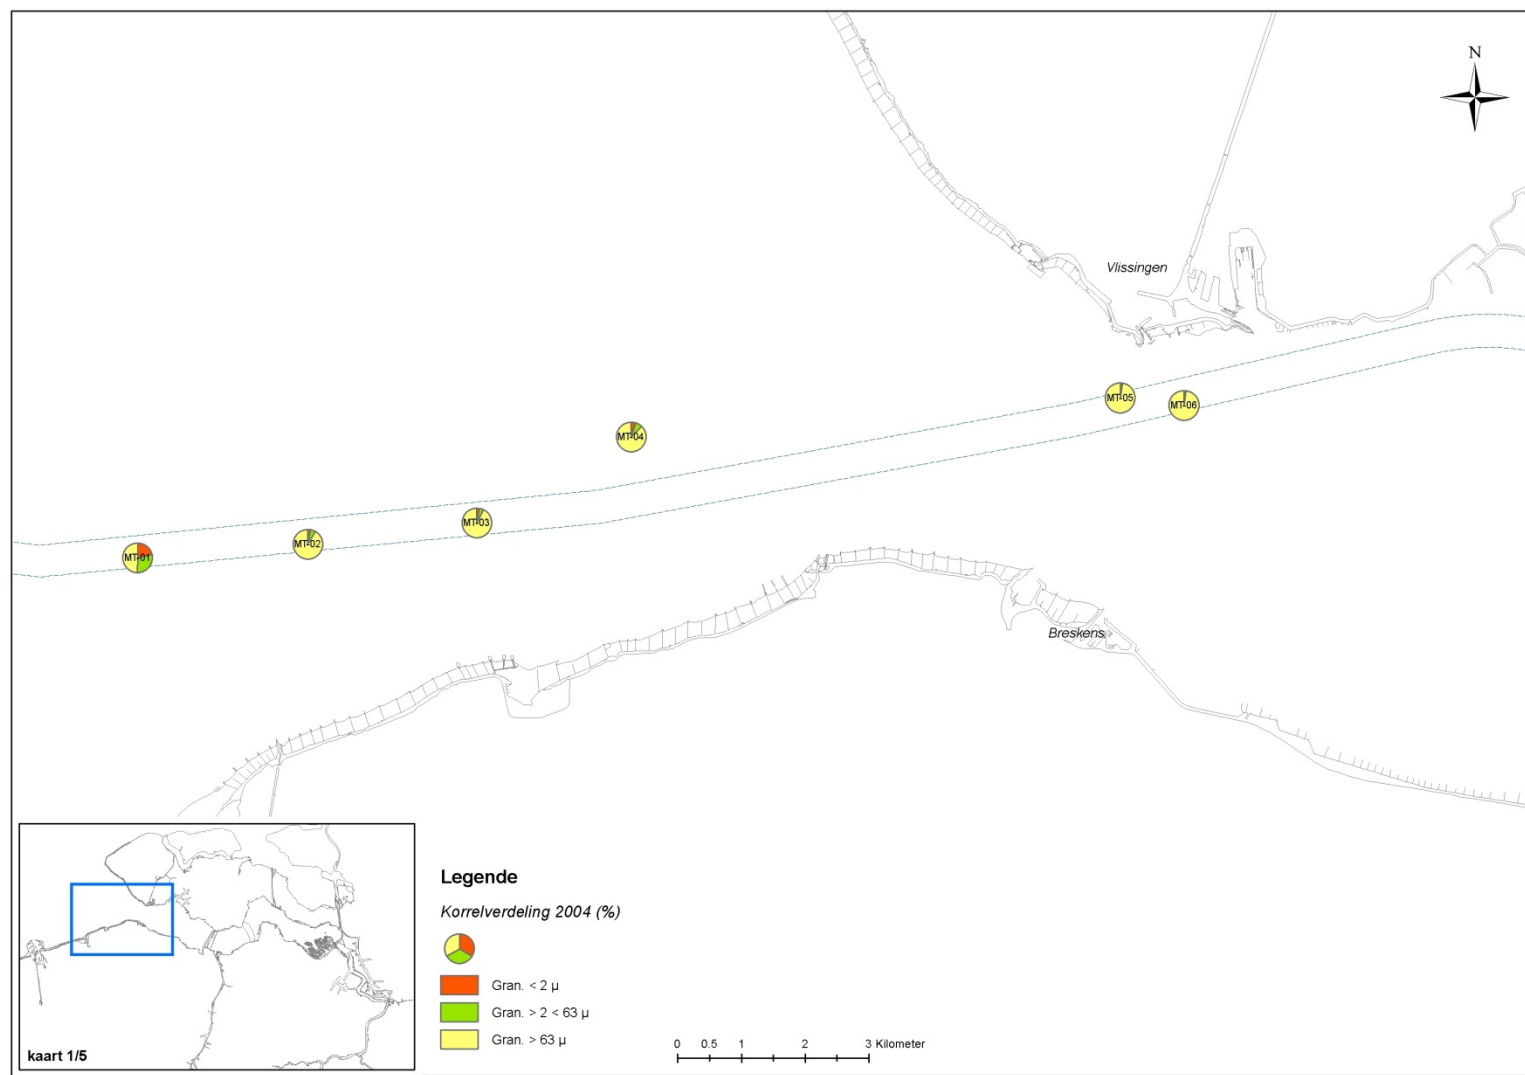 N
Vlissingen
MT-05
MT-06
MT-04
MT-03
MT-02
MT-01
Breskens
Legende
Korrelverdeling 2004 (%)
Gran. < 2 µ
Gran. > 2 < 63 µ
Gran. > 63 µ
kaart 1/5
0 0.5 1 2 3 Kilometer